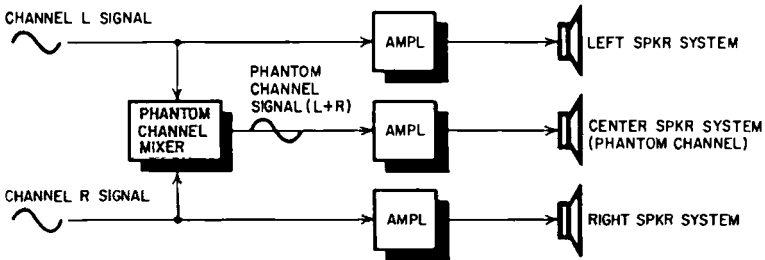 CHANNEL L SIGNAL
AMPL
LEFT SPKR SYSTEM
PHANTOM
CHANNEL
SIGNAL (L+R)
PHANTOM
CHANNEL
MIXER
AMPL
CENTER SPKR SYSTEM
(PHANTOM CHANNEL)
CHANNEL R SIGNAL
AMPL
RIGHT SPKR SYSTEM